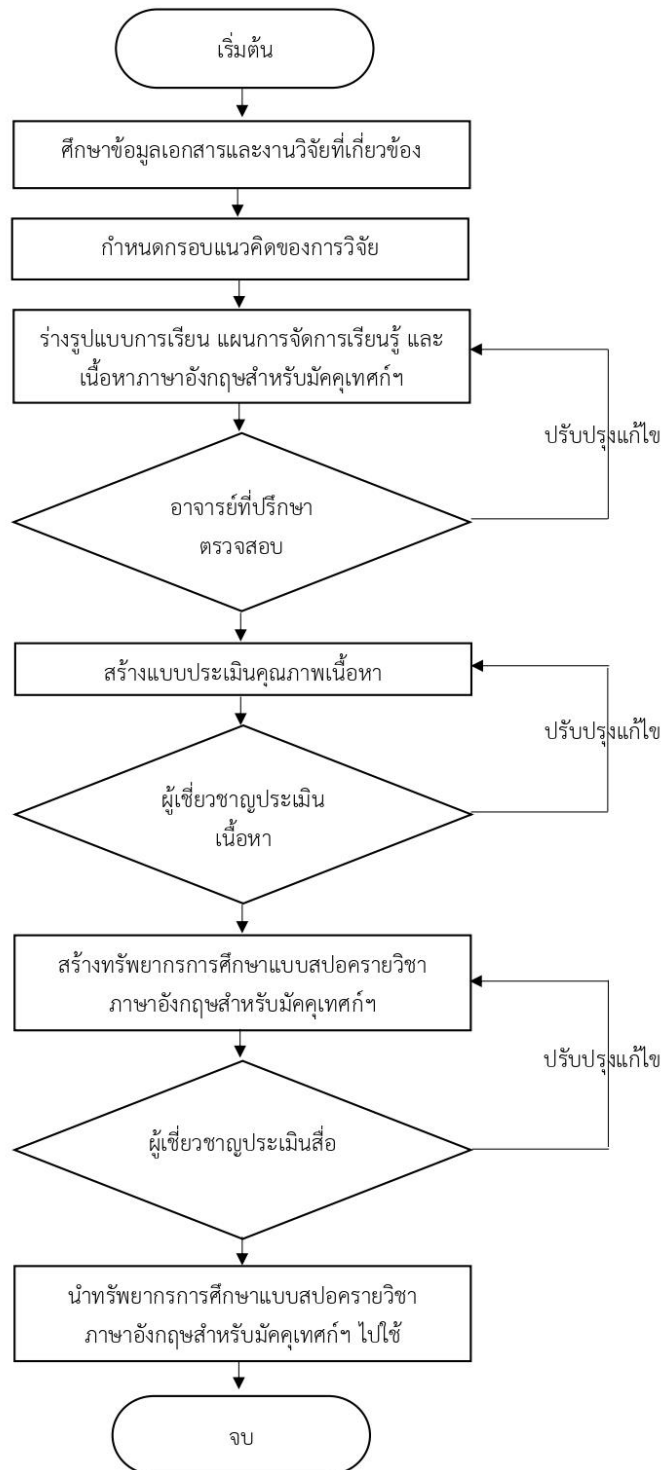 เริ่มต้น
ศึกษาข้อมูลเอกสารและงานวิจัยที่เกี่ยวข้อง
กำหนดกรอบแนวคิดของการวิจัย
ร่างรูปแบบการเรียน แผนการจัดการเรียนรู้ และ
เนื้อหาภาษาอังกฤษสำหรับมัคคุเทศก์ฯ
ปรับปรุงแก้ไข
อาจารย์ที่ปรึกษา
ตรวจสอบ
สร้างแบบประเมินคุณภาพเนื้อหา
ปรับปรุงแก้ไข
ผู้เชี่ยวชาญประเมิน
เนื้อหา
สร้างทรัพยากรการศึกษาแบบสปอครายวิชา
ภาษาอังกฤษสำหรับมัคคุเทศก์ฯ
ปรับปรุงแก้ไข
ผู้เชี่ยวชาญประเมินสื่อ
นำทรัพยากรการศึกษาแบบสปอครายวิชา
ภาษาอังกฤษสำหรับมัคคุเทศก์ฯ ไปใช้
จบ